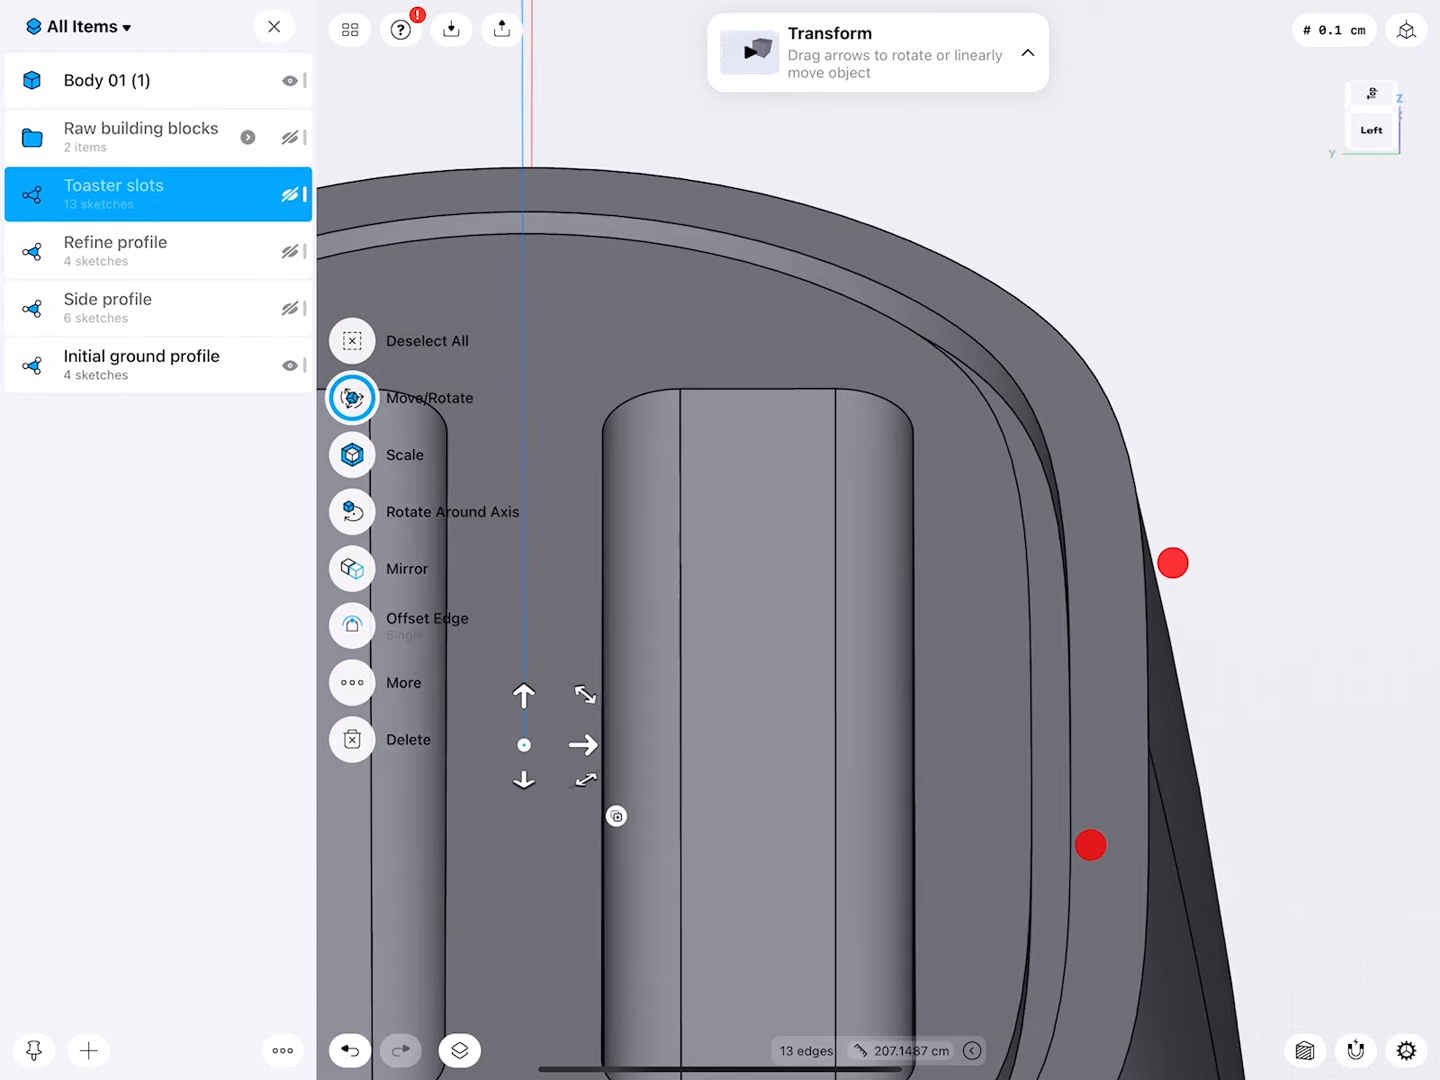 All Items
Body 01 (1)
Raw building blocks
2 items
Toaster slots
13 sketches
Refine profile
4 sketches
Side profile
6 sketches
Initial ground profile
4 sketches
?
!
Transform
Drag arrows to rotate or linearly
move object
# 0.1 cm
Z
Left
Y
Deselect All
Move/Rotate
Scale
Rotate Around Axis
Mirror
Offset Edge
Single
More
Delete
13 edges
207.1487 cm